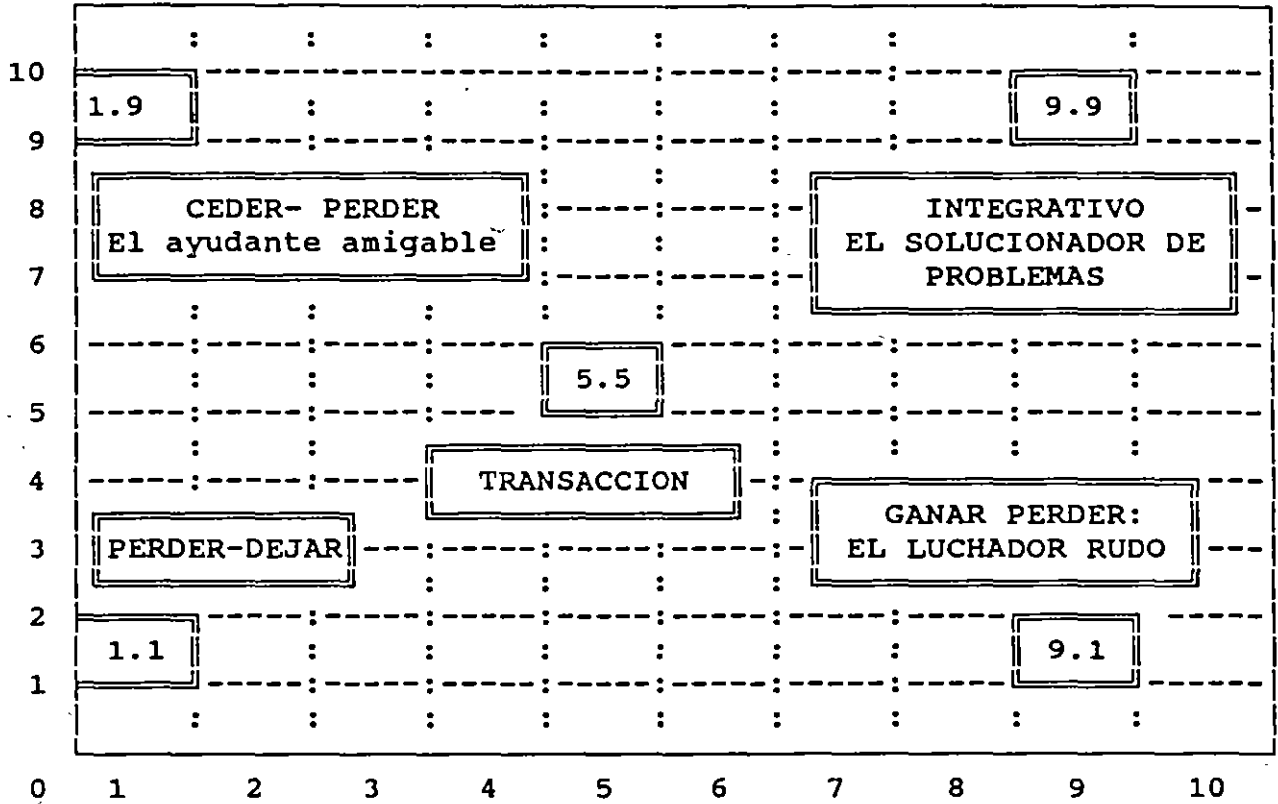 10
1.9 9.9
9
8 CEDER- PERDER INTEGRATIVO
El ayudante amigable EL SOLUCIONADOR DE
7 PROBLEMAS
6
5.5
5
4 TRANSACCION
GANAR PERDER:
3 PERDER-DEJAR EL LUCHADOR RUDO
2
1.1 9.1
1
0 1 2 3 4 5 6 7 8 9 10